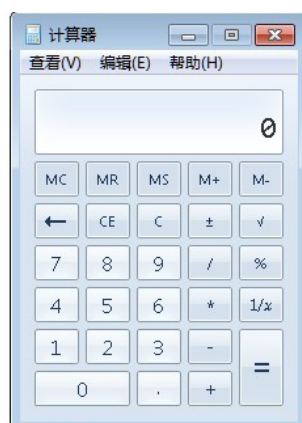 计算器
查看(V) 编辑(E) 帮助(H)
0
MC MR MS M+ M-
← CE C ± √
7 8 9 / %
4 5 6 * 1/x
1 2 3 - =
0 . +